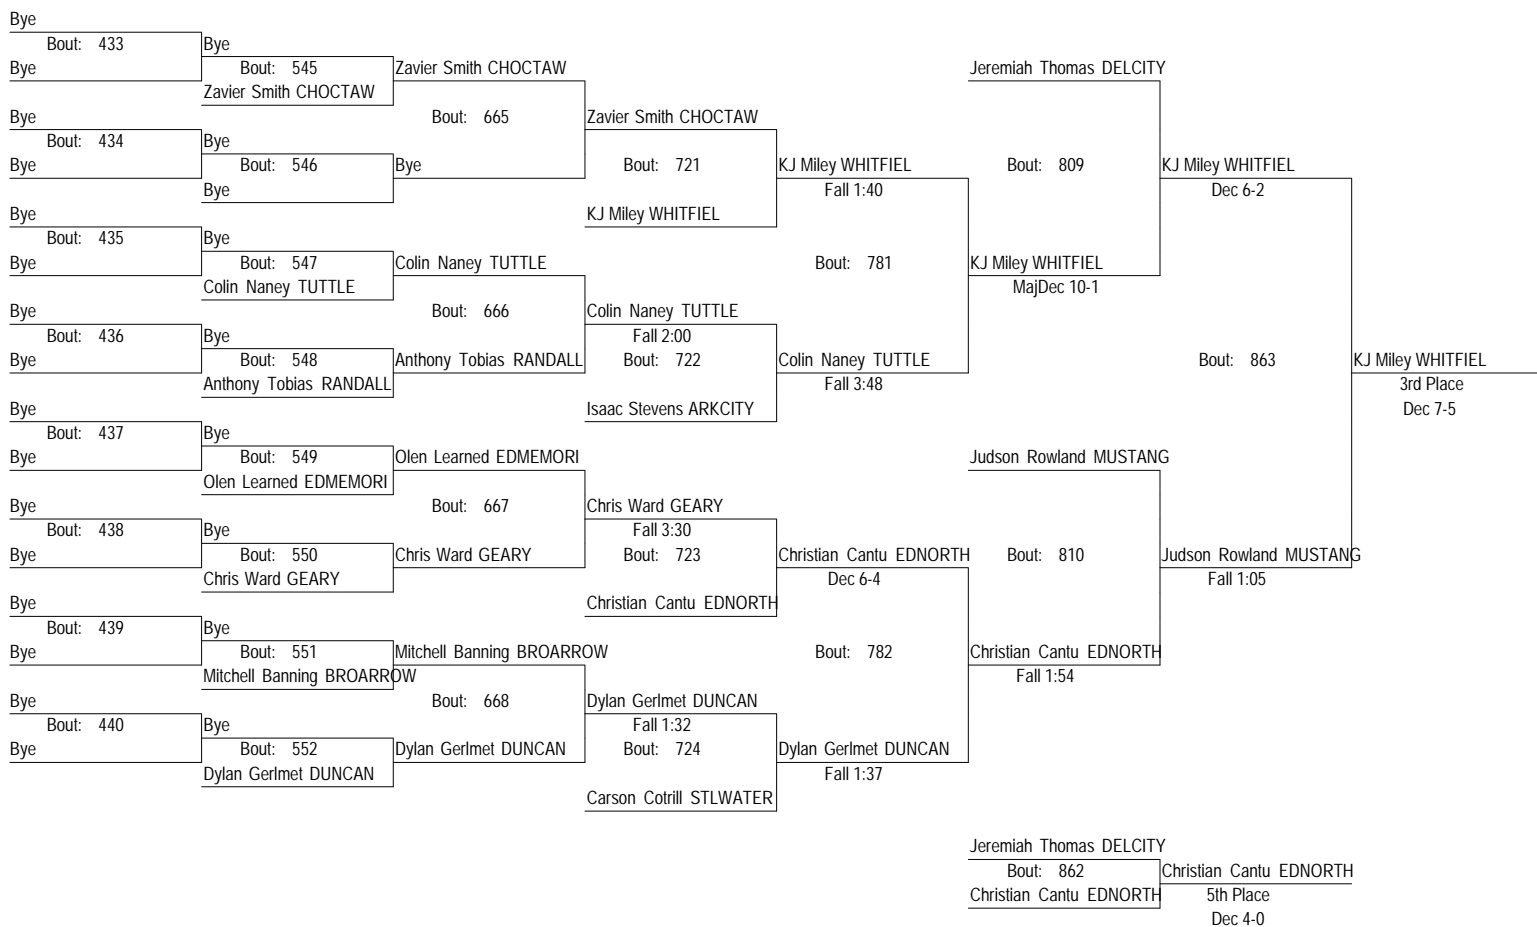 Bye
Bout: 433
Bye
Bye
Bout: 545
Zavier Smith CHOCTAW
Zavier Smith CHOCTAW
Jeremiah Thomas DELCITY
Bye
Bout: 434
Bye
Bye
Bout: 546
Bye
Bout: 665
Bye
Zavier Smith CHOCTAW
Bout: 721
KJ Miley WHITFIEL
KJ Miley WHITFIEL
Fall 1:40
Bout: 809
KJ Miley WHITFIEL
Dec 6-2
Bye
Bout: 435
Bye
Bye
Bout: 547
Colin Naney TUTTLE
Colin Naney TUTTLE
Bout: 781
KJ Miley WHITFIEL
MajDec 10-1
Bye
Bout: 436
Bye
Bye
Bout: 548
Anthony Tobias RANDALL
Bout: 666
Anthony Tobias RANDALL
Colin Naney TUTTLE
Fall 2:00
Bout: 722
Isaac Stevens ARKCITY
Colin Naney TUTTLE
Fall 3:48
Bout: 863
KJ Miley WHITFIEL
3rd Place
Dec 7-5
Bye
Bout: 437
Bye
Bye
Bout: 549
Olen Learned EDMEMORI
Olen Learned EDMEMORI
Judson Rowland MUSTANG
Bye
Bout: 438
Bye
Bye
Bout: 550
Chris Ward GEARY
Bout: 667
Chris Ward GEARY
Chris Ward GEARY
Fall 3:30
Bout: 723
Christian Cantu EDNORTH
Christian Cantu EDNORTH
Dec 6-4
Bout: 810
Judson Rowland MUSTANG
Fall 1:05
Bye
Bout: 439
Bye
Bye
Bout: 551
Mitchell Banning BROARROW
Mitchell Banning BROARROW
Bout: 782
Christian Cantu EDNORTH
Fall 1:54
Bye
Bout: 440
Bye
Bye
Bout: 552
Dylan Gerlmet DUNCAN
Bout: 668
Dylan Gerlmet DUNCAN
Dylan Gerlmet DUNCAN
Fall 1:32
Bout: 724
Carson Cotrill STLWATER
Dylan Gerlmet DUNCAN
Fall 1:37
Jeremiah Thomas DELCITY
Bout: 862
Christian Cantu EDNORTH
Christian Cantu EDNORTH
5th Place
Dec 4-0